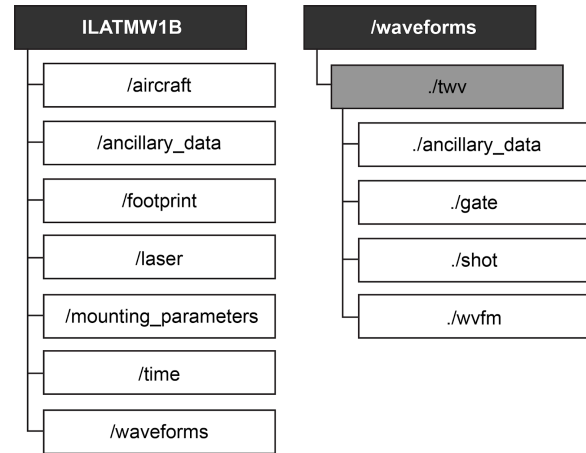 ILATMW1B
/aircraft
/ancillary_data
/footprint
/laser
/mounting_parameters
/time
/waveforms
/waveforms
./twv
./ancillary_data
./gate
./shot
./wvfm